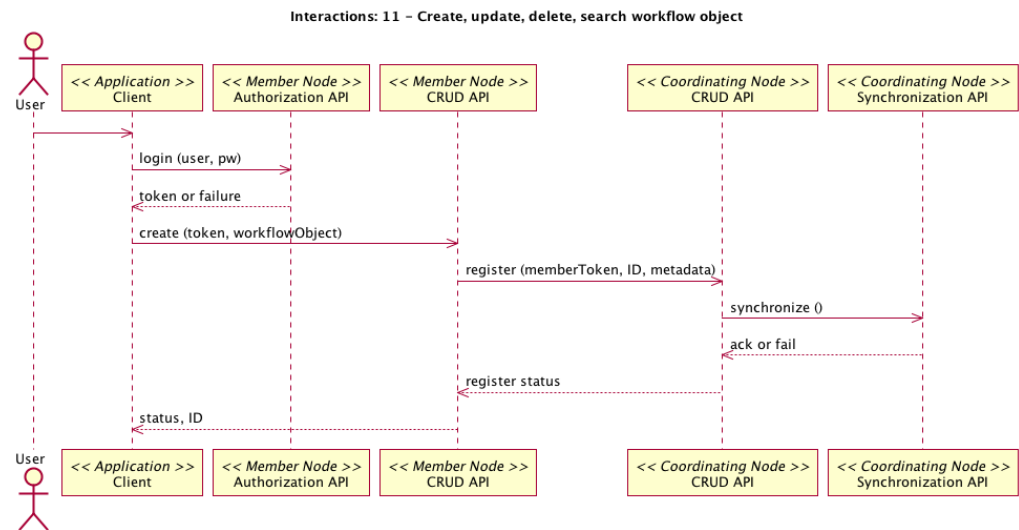 Interactions: 11 – Create, update, delete, search workflow object
User
<< Application >>
Client
<< Member Node >>
Authorization API
<< Member Node >>
CRUD API
<< Coordinating Node >>
CRUD API
<< Coordinating Node >>
Synchronization API
login (user, pw)
token or failure
create (token, workflowObject)
register (memberToken, ID, metadata)
synchronize ()
ack or fail
register status
status, ID
User
<< Application >>
Client
<< Member Node >>
Authorization API
<< Member Node >>
CRUD API
<< Coordinating Node >>
CRUD API
<< Coordinating Node >>
Synchronization API